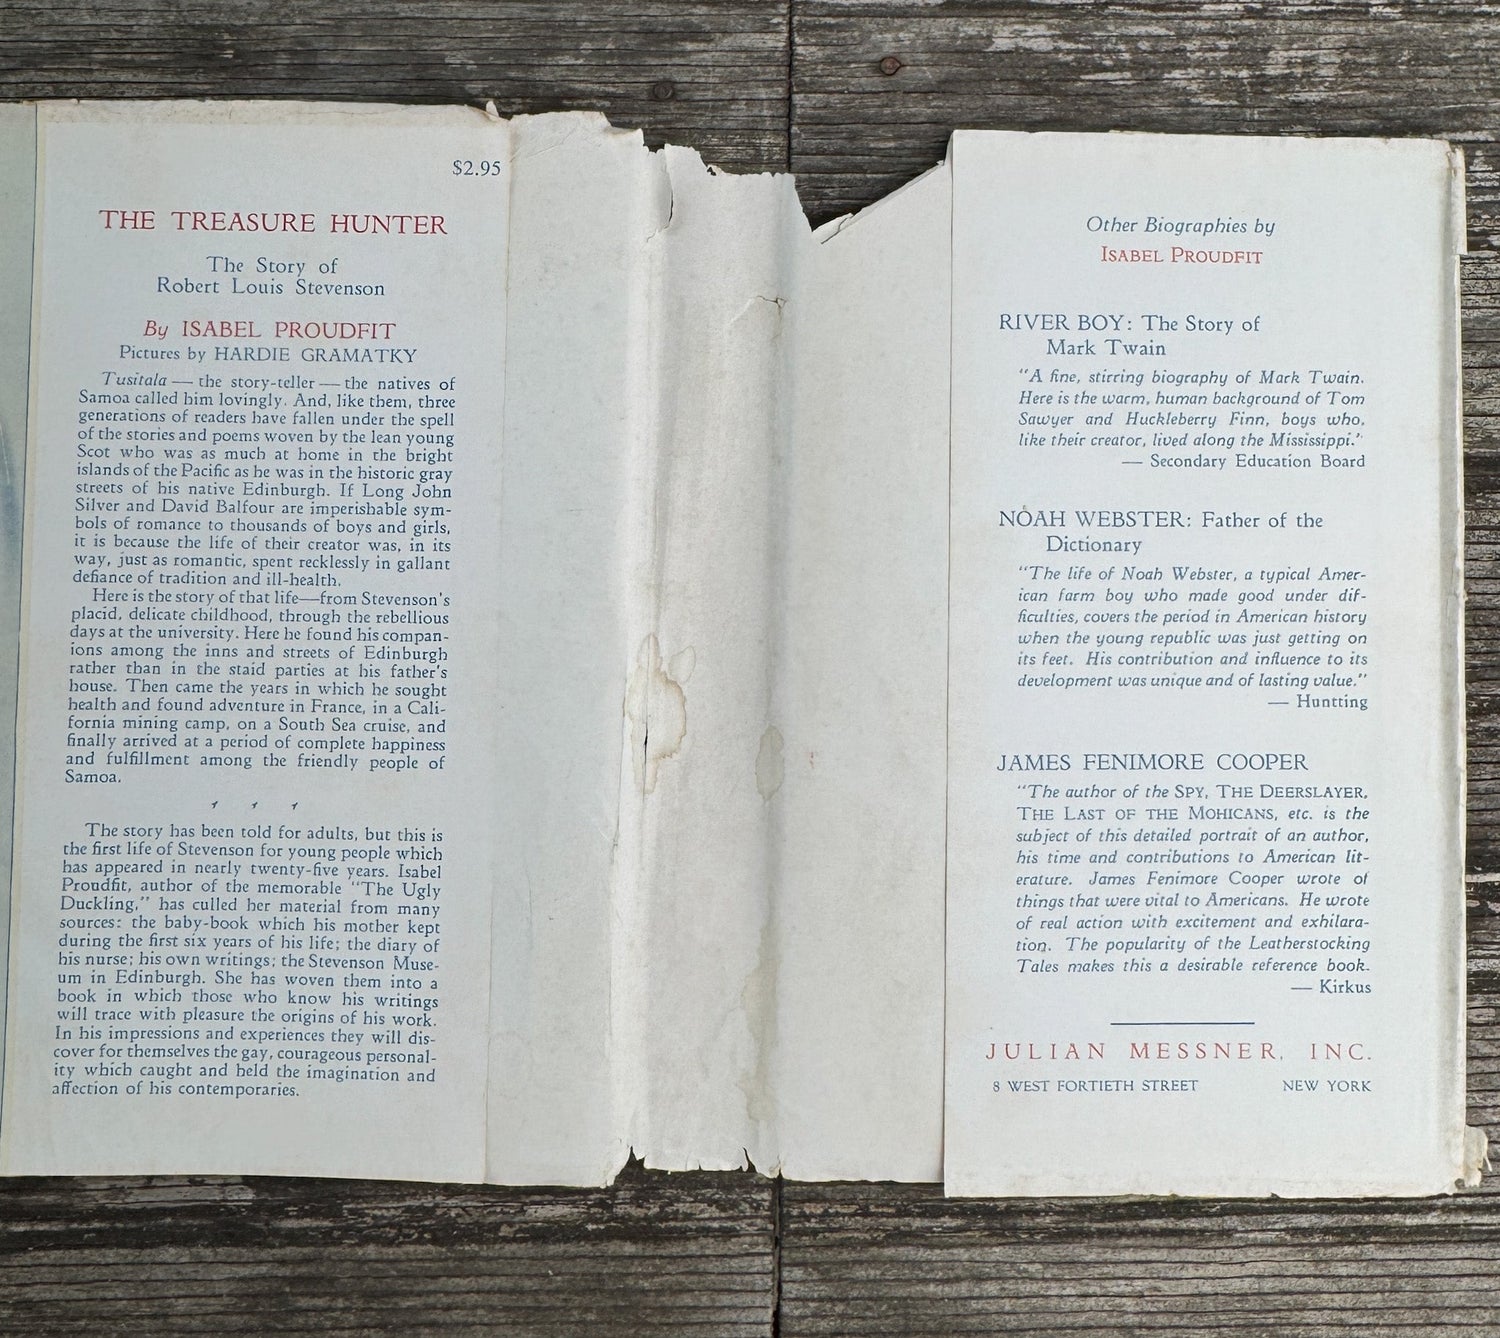 $2.95
THE TREASURE HUNTER
The Story of
Robert Louis Stevenson
By ISABEL PROUDFIT
Pictures by HARDIE GRAMATKY
Tusitala — the story-teller — the natives of
Samoa called him lovingly. And, like them, three
generations of readers have fallen under the spell
of the stories and poems woven by the lean young
Scot who was as much at home in the bright
islands of the Pacific as he was in the historic gray
streets of his native Edinburgh. If Long John
Silver and David Balfour are imperishable sym-
bols of romance to thousands of boys and girls,
it is because the life of their creator was, in its
way, just as romantic, spent recklessly in gallant
defiance of tradition and ill-health.
Here is the story of that life—from Stevenson's
placid, delicate childhood, through the rebellious
days at the university. Here he found his compan-
ions among the inns and streets of Edinburgh
rather than in the staid parties at his father's
house. Then came the years in which he sought
health and found adventure in France, in a Cali-
fornia mining camp, on a South Sea cruise, and
finally arrived at a period of complete happiness
and fulfillment among the friendly people of
Samoa.
The story has been told for adults, but this is
the first life of Stevenson for young people which
has appeared in nearly twenty-five years. Isabel
Proudfit, author of the memorable "The Ugly
Duckling," has culled her material from many
sources: the baby-book which his mother kept
during the first six years of his life; the diary of
his nurse; his own writings; the Stevenson Muse-
um in Edinburgh. She has woven them into a
book in which those who know his writings
will trace with pleasure the origins of his work.
In his impressions and experiences they will dis-
cover for themselves the gay, courageous personal-
ity which caught and held the imagination and
affection of his contemporaries.
Other Biographies by
ISABEL PROUDFIT
RIVER BOY: The Story of
Mark Twain
"A fine, stirring biography of Mark Twain.
Here is the warm, human background of Tom
Sawyer and Huckleberry Finn, boys who,
like their creator, lived along the Mississippi."
— Secondary Education Board
NOAH WEBSTER: Father of the
Dictionary
"The life of Noah Webster, a typical Amer-
ican farm boy who made good under dif-
ficulties, covers the period in American history
when the young republic was just getting on
its feet. His contribution and influence to its
development was unique and of lasting value."
— Huntting
JAMES FENIMORE COOPER
"The author of the SPY, THE DEERSLAYER,
THE LAST OF THE MOHICANS, etc. is the
subject of this detailed portrait of an author,
his time and contributions to American lit-
erature. James Fenimore Cooper wrote of
things that were vital to Americans. He wrote
of real action with excitement and exhilara-
tion. The popularity of the Leatherstocking
Tales makes this a desirable reference book.
— Kirkus
JULIAN MESSNER, INC.
8 WEST FORTIETH STREET NEW YORK